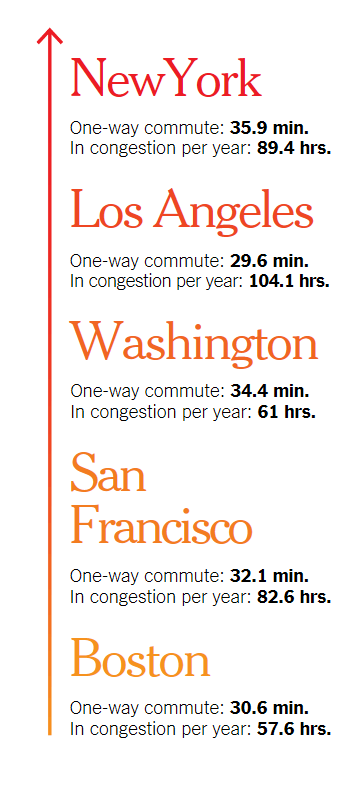 NewYork
One-way commute: 35.9 min.
In congestion per year: 89.4 hrs.
Los Angeles
One-way commute: 29.6 min.
In congestion per year: 104.1 hrs.
Washington
One-way commute: 34.4 min.
In congestion per year: 61 hrs.
San
Francisco
One-way commute: 32.1 min.
In congestion per year: 82.6 hrs.
Boston
One-way commute: 30.6 min.
In congestion per year: 57.6 hrs.